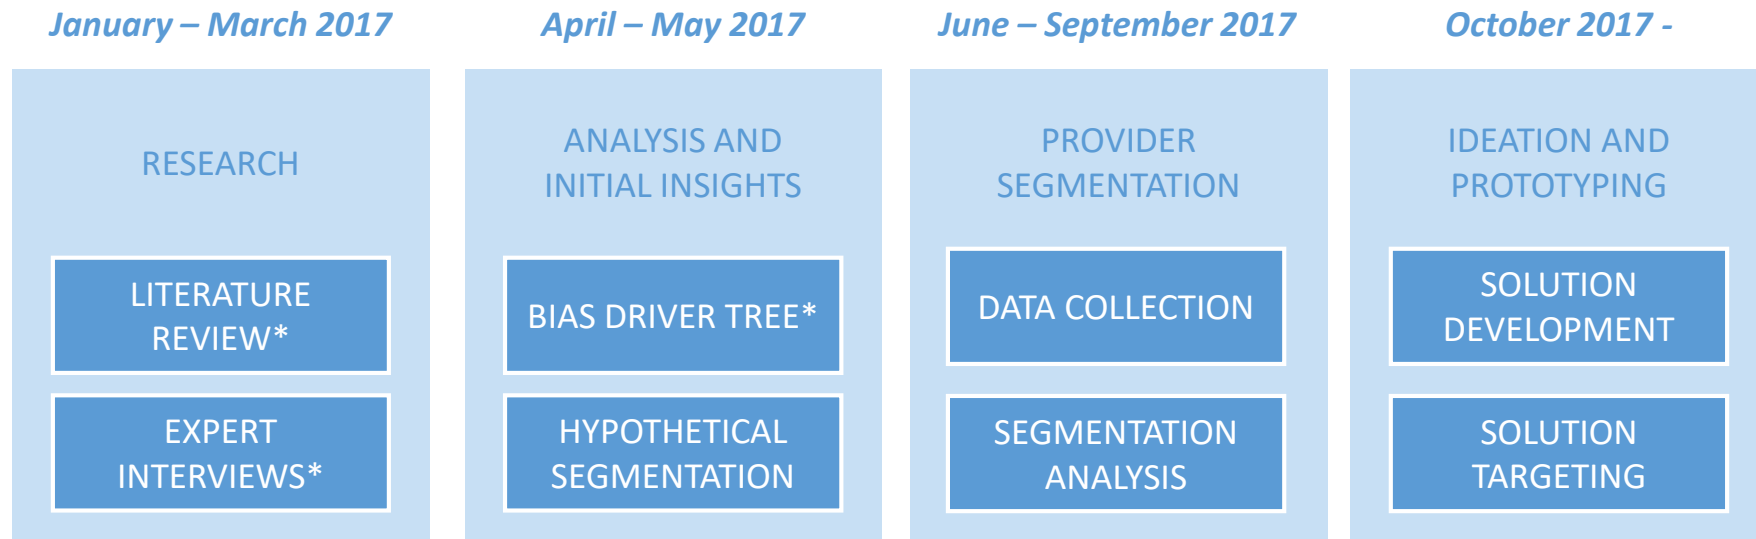 January – March 2017
April – May 2017
June – September 2017
October 2017 -
RESEARCH
LITERATURE
REVIEW*
EXPERT
INTERVIEWS*
ANALYSIS AND
INITIAL INSIGHTS
BIAS DRIVER TREE*
HYPOTHETICAL
SEGMENTATION
PROVIDER
SEGMENTATION
DATA COLLECTION
SEGMENTATION
ANALYSIS
IDEATION AND
PROTOTYPING
SOLUTION
DEVELOPMENT
SOLUTION
TARGETING